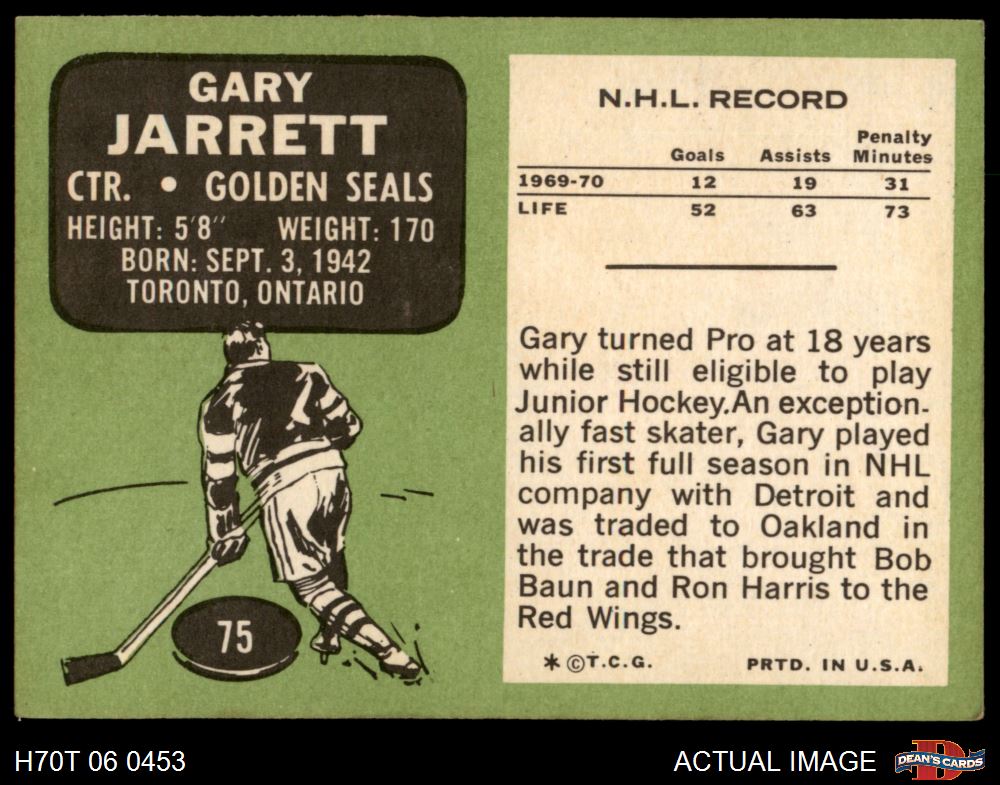 GARY
JARRETT
CTR. • GOLDEN SEALS
HEIGHT: 5'8" WEIGHT: 170
BORN: SEPT. 3, 1942
TORONTO, ONTARIO
75
N.H.L. RECORD
Goals Assists Penalty Minutes
1969-70 12 19 31
LIFE 52 63 73
Gary turned Pro at 18 years
while still eligible to play
Junior Hockey.An exception-
ally fast skater, Gary played
his first full season in NHL
company with Detroit and
was traded to Oakland in
the trade that brought Bob
Baun and Ron Harris to the
Red Wings.
* © T.C.G. PRTD. IN U.S.A.
H70T 06 0453 ACTUAL IMAGE DEAN'S CARDS